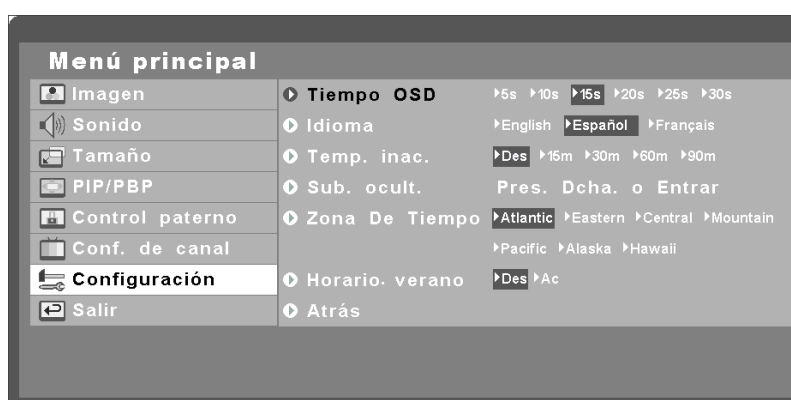 Menú principal
Imagen Tiempo OSD 5s 10s 15s 20s 25s 30s
Sonido Idioma English Español Français
Tamaño Temp. inac. Des 15m 30m 60m 90m
PIP/PBP Sub. ocult. Pres. Dcha. o Entrar
Control paterno Zona De Tiempo Atlantic Eastern Central Mountain
Conf. de canal Pacific Alaska Hawaii
Configuración Horario. verano Des Ac
Salir Atrás